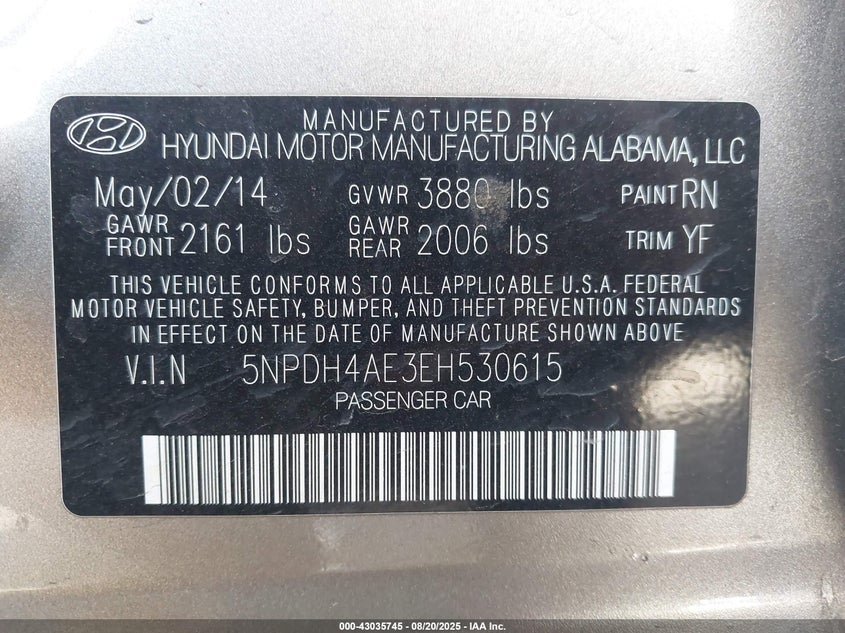 MANUFACTURED BY
HYUNDAI MOTOR MANUFACTURING ALABAMA, LLC
May/02/14 GVWR 3880 lbs PAINT RN
GAWR FRONT 2161 lbs GAWR REAR 2006 lbs TRIM YF
THIS VEHICLE CONFORMS TO ALL APPLICABLE U.S.A. FEDERAL
MOTOR VEHICLE SAFETY, BUMPER, AND THEFT PREVENTION STANDARDS
IN EFFECT ON THE DATE OF MANUFACTURE SHOWN ABOVE
V.I.N 5NPDH4AE3EH530615
PASSENGER CAR
000-43035745 - 08/20/2025 - IAA Inc.